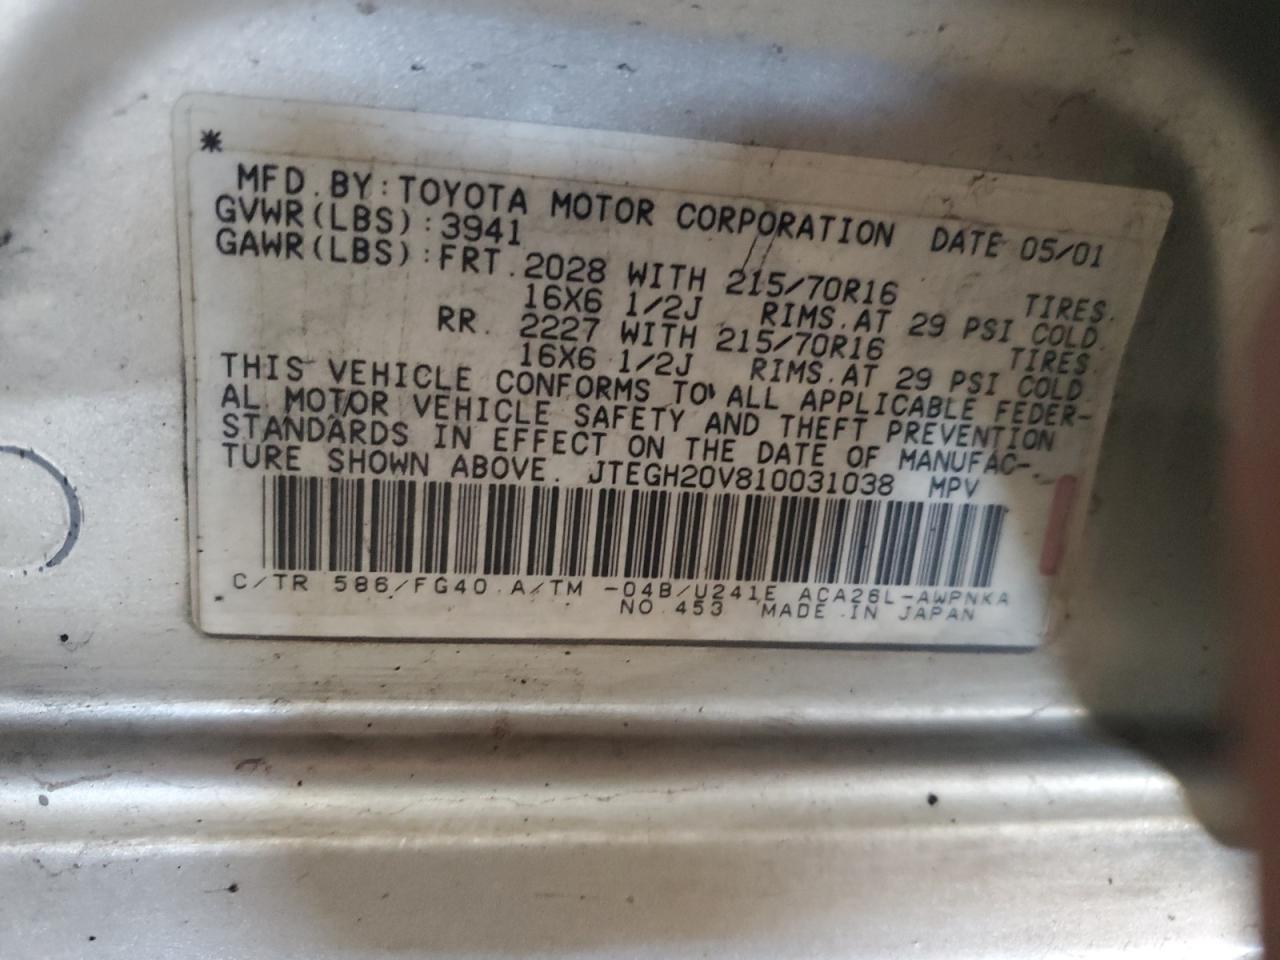 *
MFD.BY:TOYOTA MOTOR CORPORATION DATE 05/01
GVWR(LBS):3941
GAWR(LBS):FRT.2028 WITH 215/70R16 TIRES.
16X6 1/2J RIMS.AT 29 PSI COLD.
RR. 2227 WITH 215/70R16 TIRES.
16X6 1/2J RIMS.AT 29 PSI COLD.
THIS VEHICLE CONFORMS TO ALL APPLICABLE FEDER-
AL MOTOR VEHICLE SAFETY AND THEFT PREVENTION
STANDARDS IN EFFECT ON THE DATE OF MANUFAC-
TURE SHOWN ABOVE. JTEGH20V810031038 MPV
C/TR 586/FG40 A/TM -04B/U241E ACA26L-AWPNKA
NO.453 MADE IN JAPAN